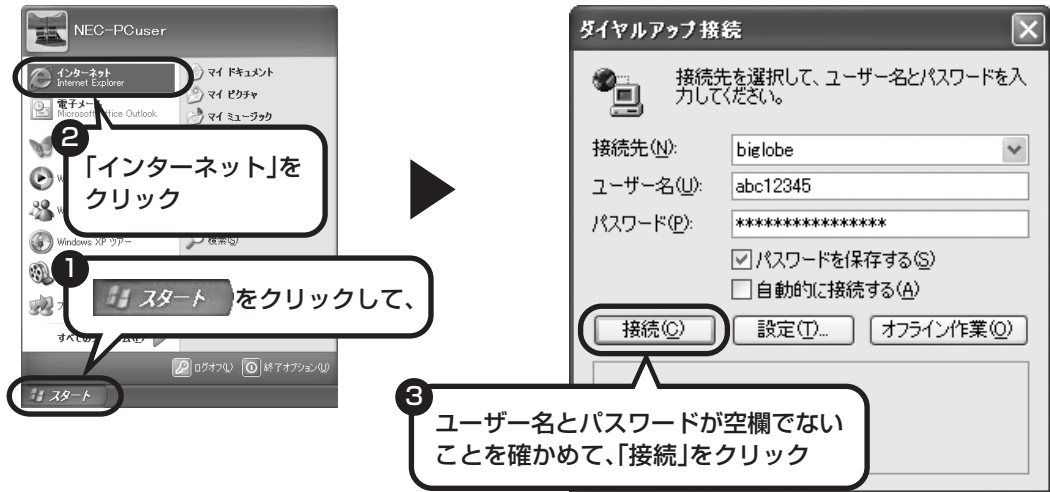 NEC-PCuser
インターネット
Internet Explorer
電子メール
Microsoft Office Outlook
マイ ドキュメント
マイ ピクチャ
マイ ミュージック
2
「インターネット」を
クリック
Windows XP ツアー
検索(S)
1
スタート をクリックして、
すべての
ログオフ(L)
終了オプション(U)
スタート
ダイヤルアップ接続
接続先を選択して、ユーザー名とパスワードを入
力してください。
接続先(N):
biglobe
ユーザー名(U):
abc12345
パスワード(P):
****************
パスワードを保存する(S)
自動的に接続する(A)
接続(C)
設定(T)...
オフライン作業(O)
3
ユーザー名とパスワードが空欄でない
ことを確かめて、「接続」をクリック